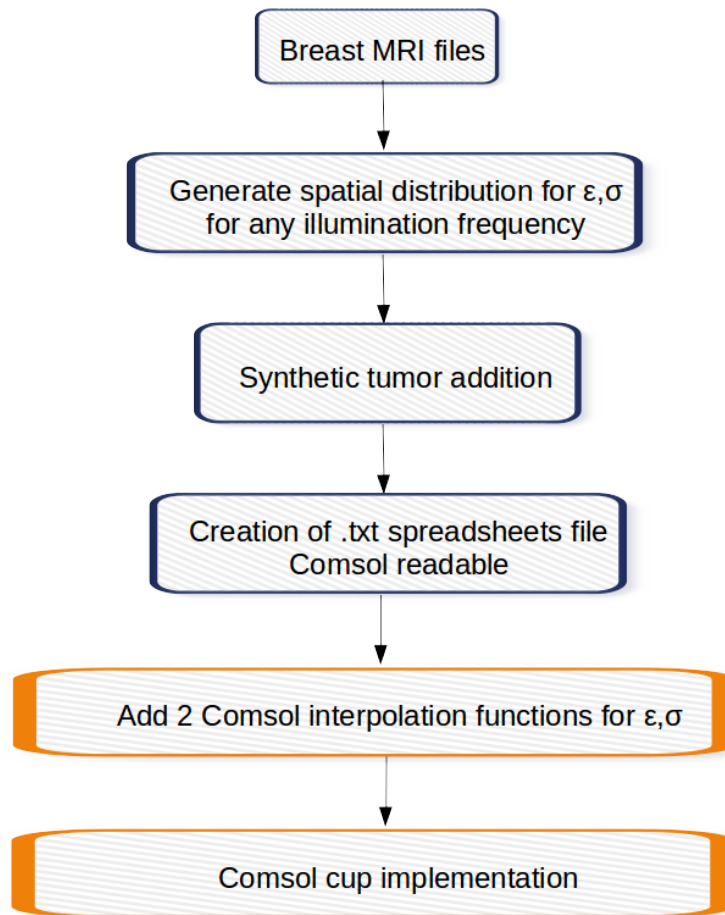 Breast MRI files
Generate spatial distribution for ε,σ
for any illumination frequency
Synthetic tumor addition
Creation of .txt spreadsheets file
Comsol readable
Add 2 Comsol interpolation functions for ε,σ
Comsol cup implementation